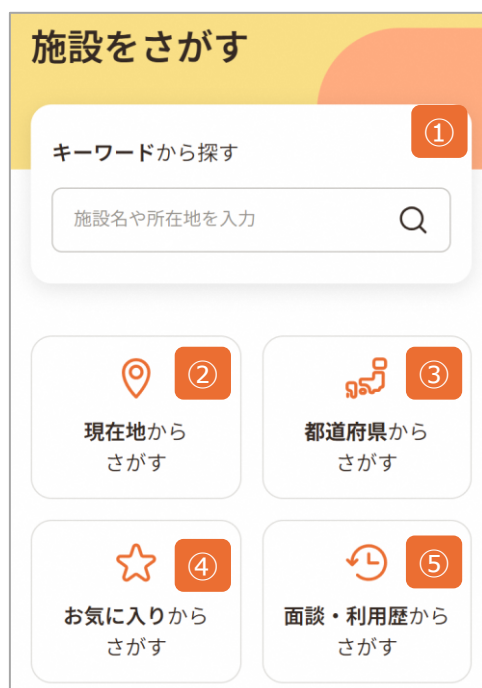 施設をさがす
①
キーワードから探す
施設名や所在地を入力
②
現在地から
さがす
③
都道府県から
さがす
④
お気に入りから
さがす
⑤
面談・利用歴から
さがす